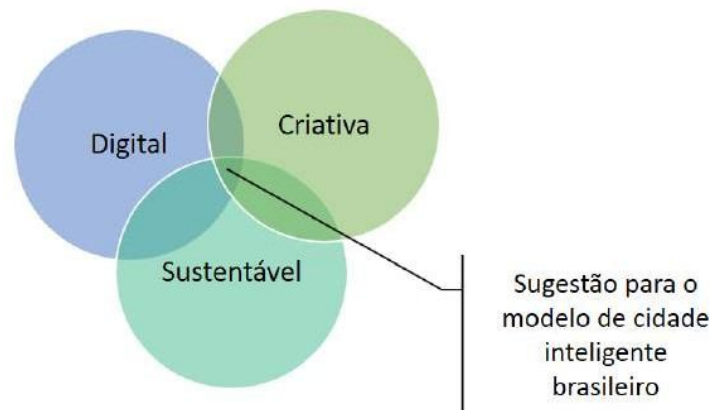 Digital
Criativa
Sustentável
Sugestão para o
modelo de cidade
inteligente
brasileiro